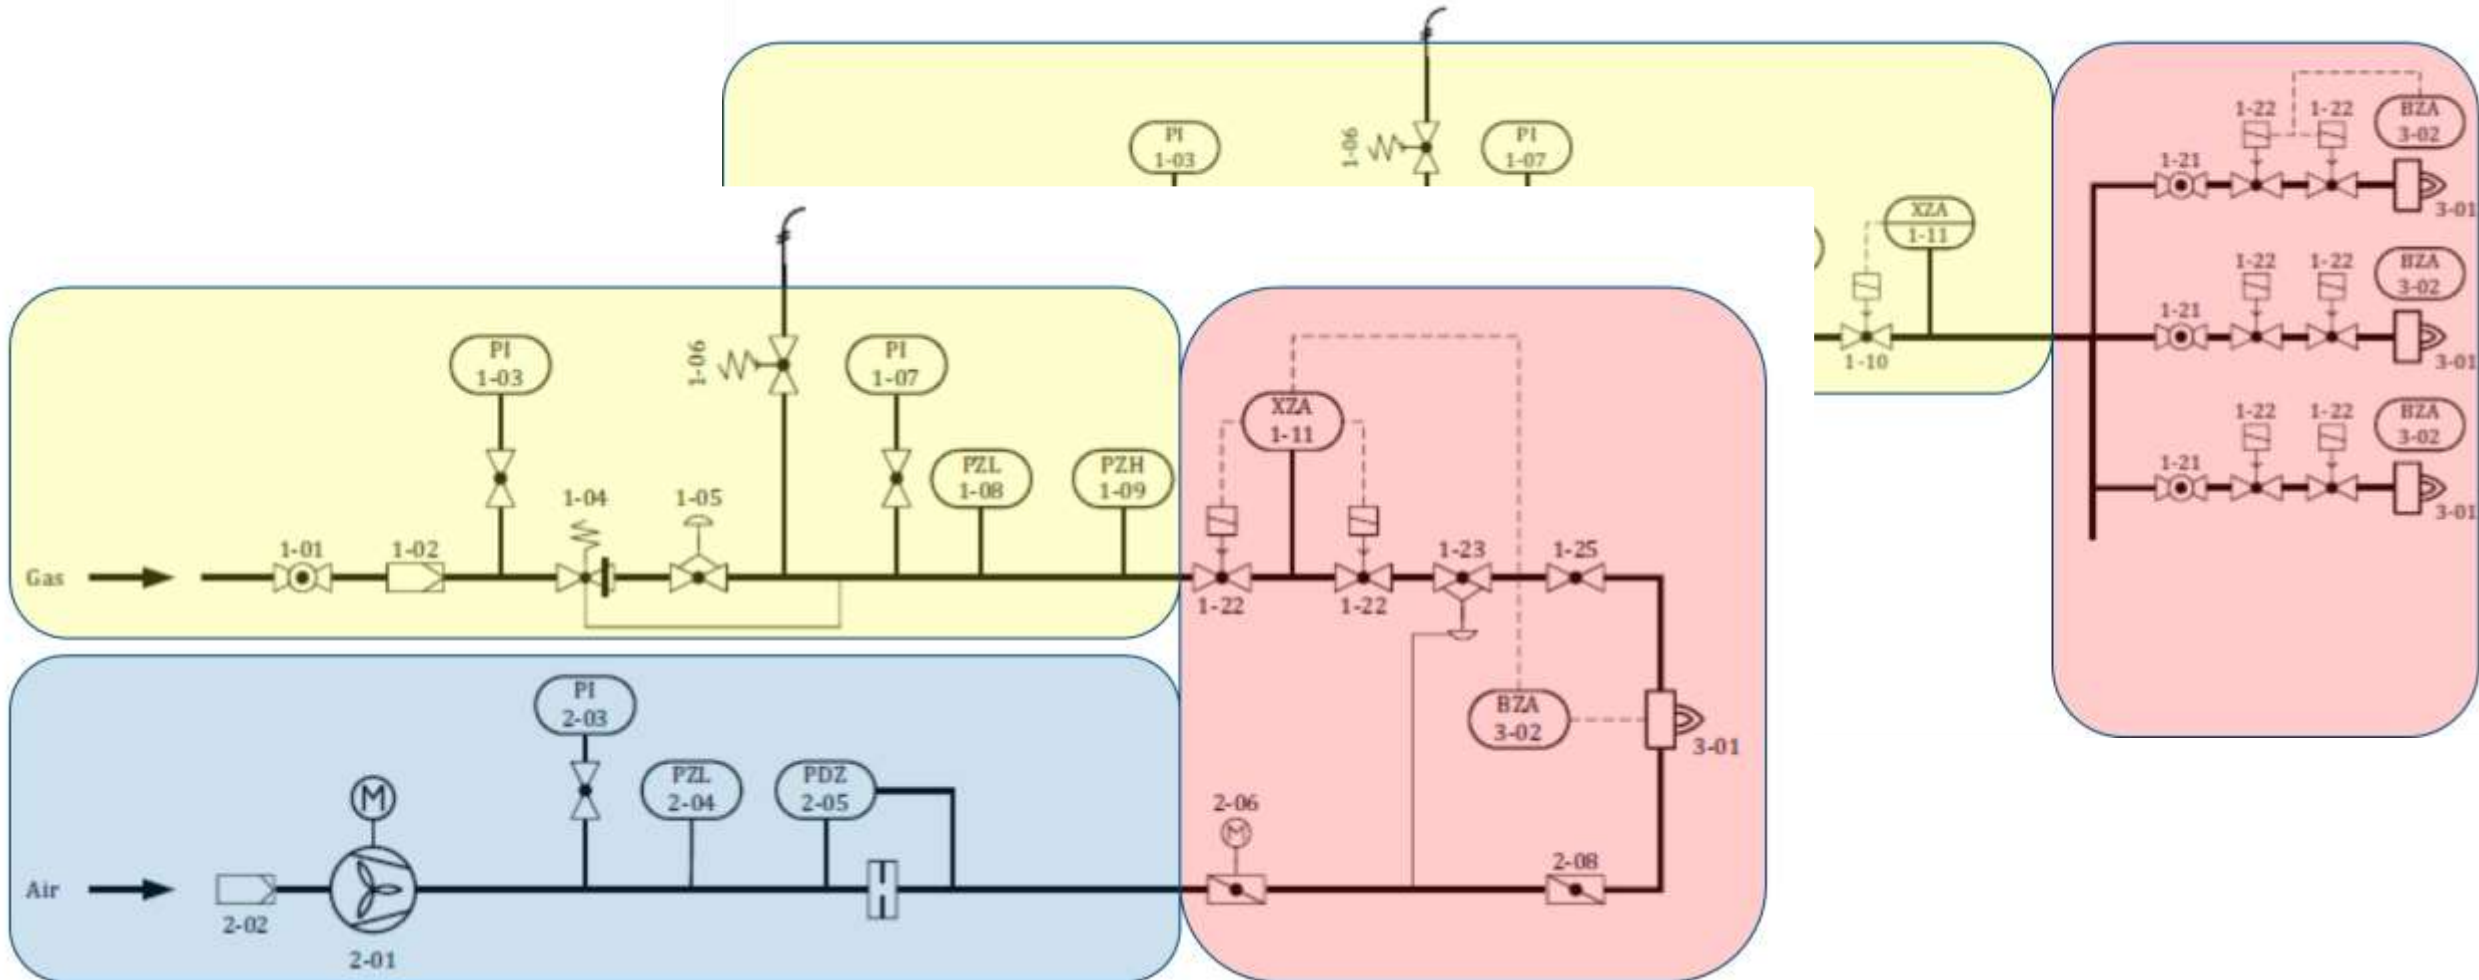 PI
1-03
1-06
PI
1-07
1-22
1-22
BZA
3-02
1-21
3-01
XZA
1-11
1-10
1-22
1-22
BZA
3-02
1-21
3-01
1-22
1-22
BZA
3-02
1-21
3-01
PI
1-03
1-06
PI
1-07
PZL
1-08
PZH
1-09
1-04
1-05
1-01
1-02
Gas
XZA
1-11
1-22
1-22
1-23
1-25
BZA
3-02
3-01
PI
2-03
PZL
2-04
PDZ
2-05
M
2-06
M
2-08
Air
2-02
2-01